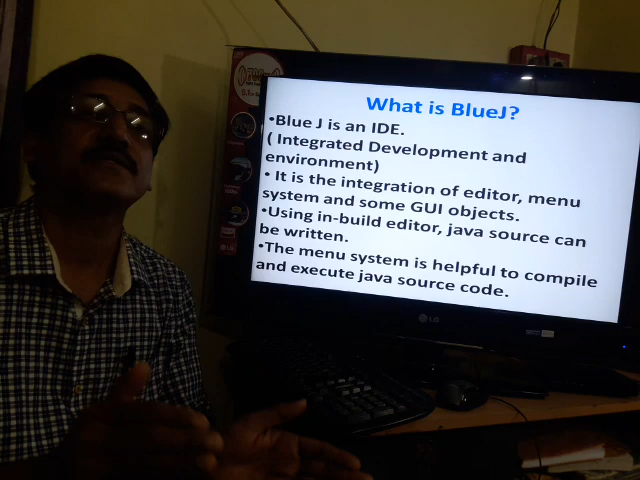 What is BlueJ?
•Blue J is an IDE.
( Integrated Development and
environment)
• It is the integration of editor, menu
system and some GUI objects.
•Using in-build editor, java source can
be written.
•The menu system is helpful to compile
and execute java source code.
LG